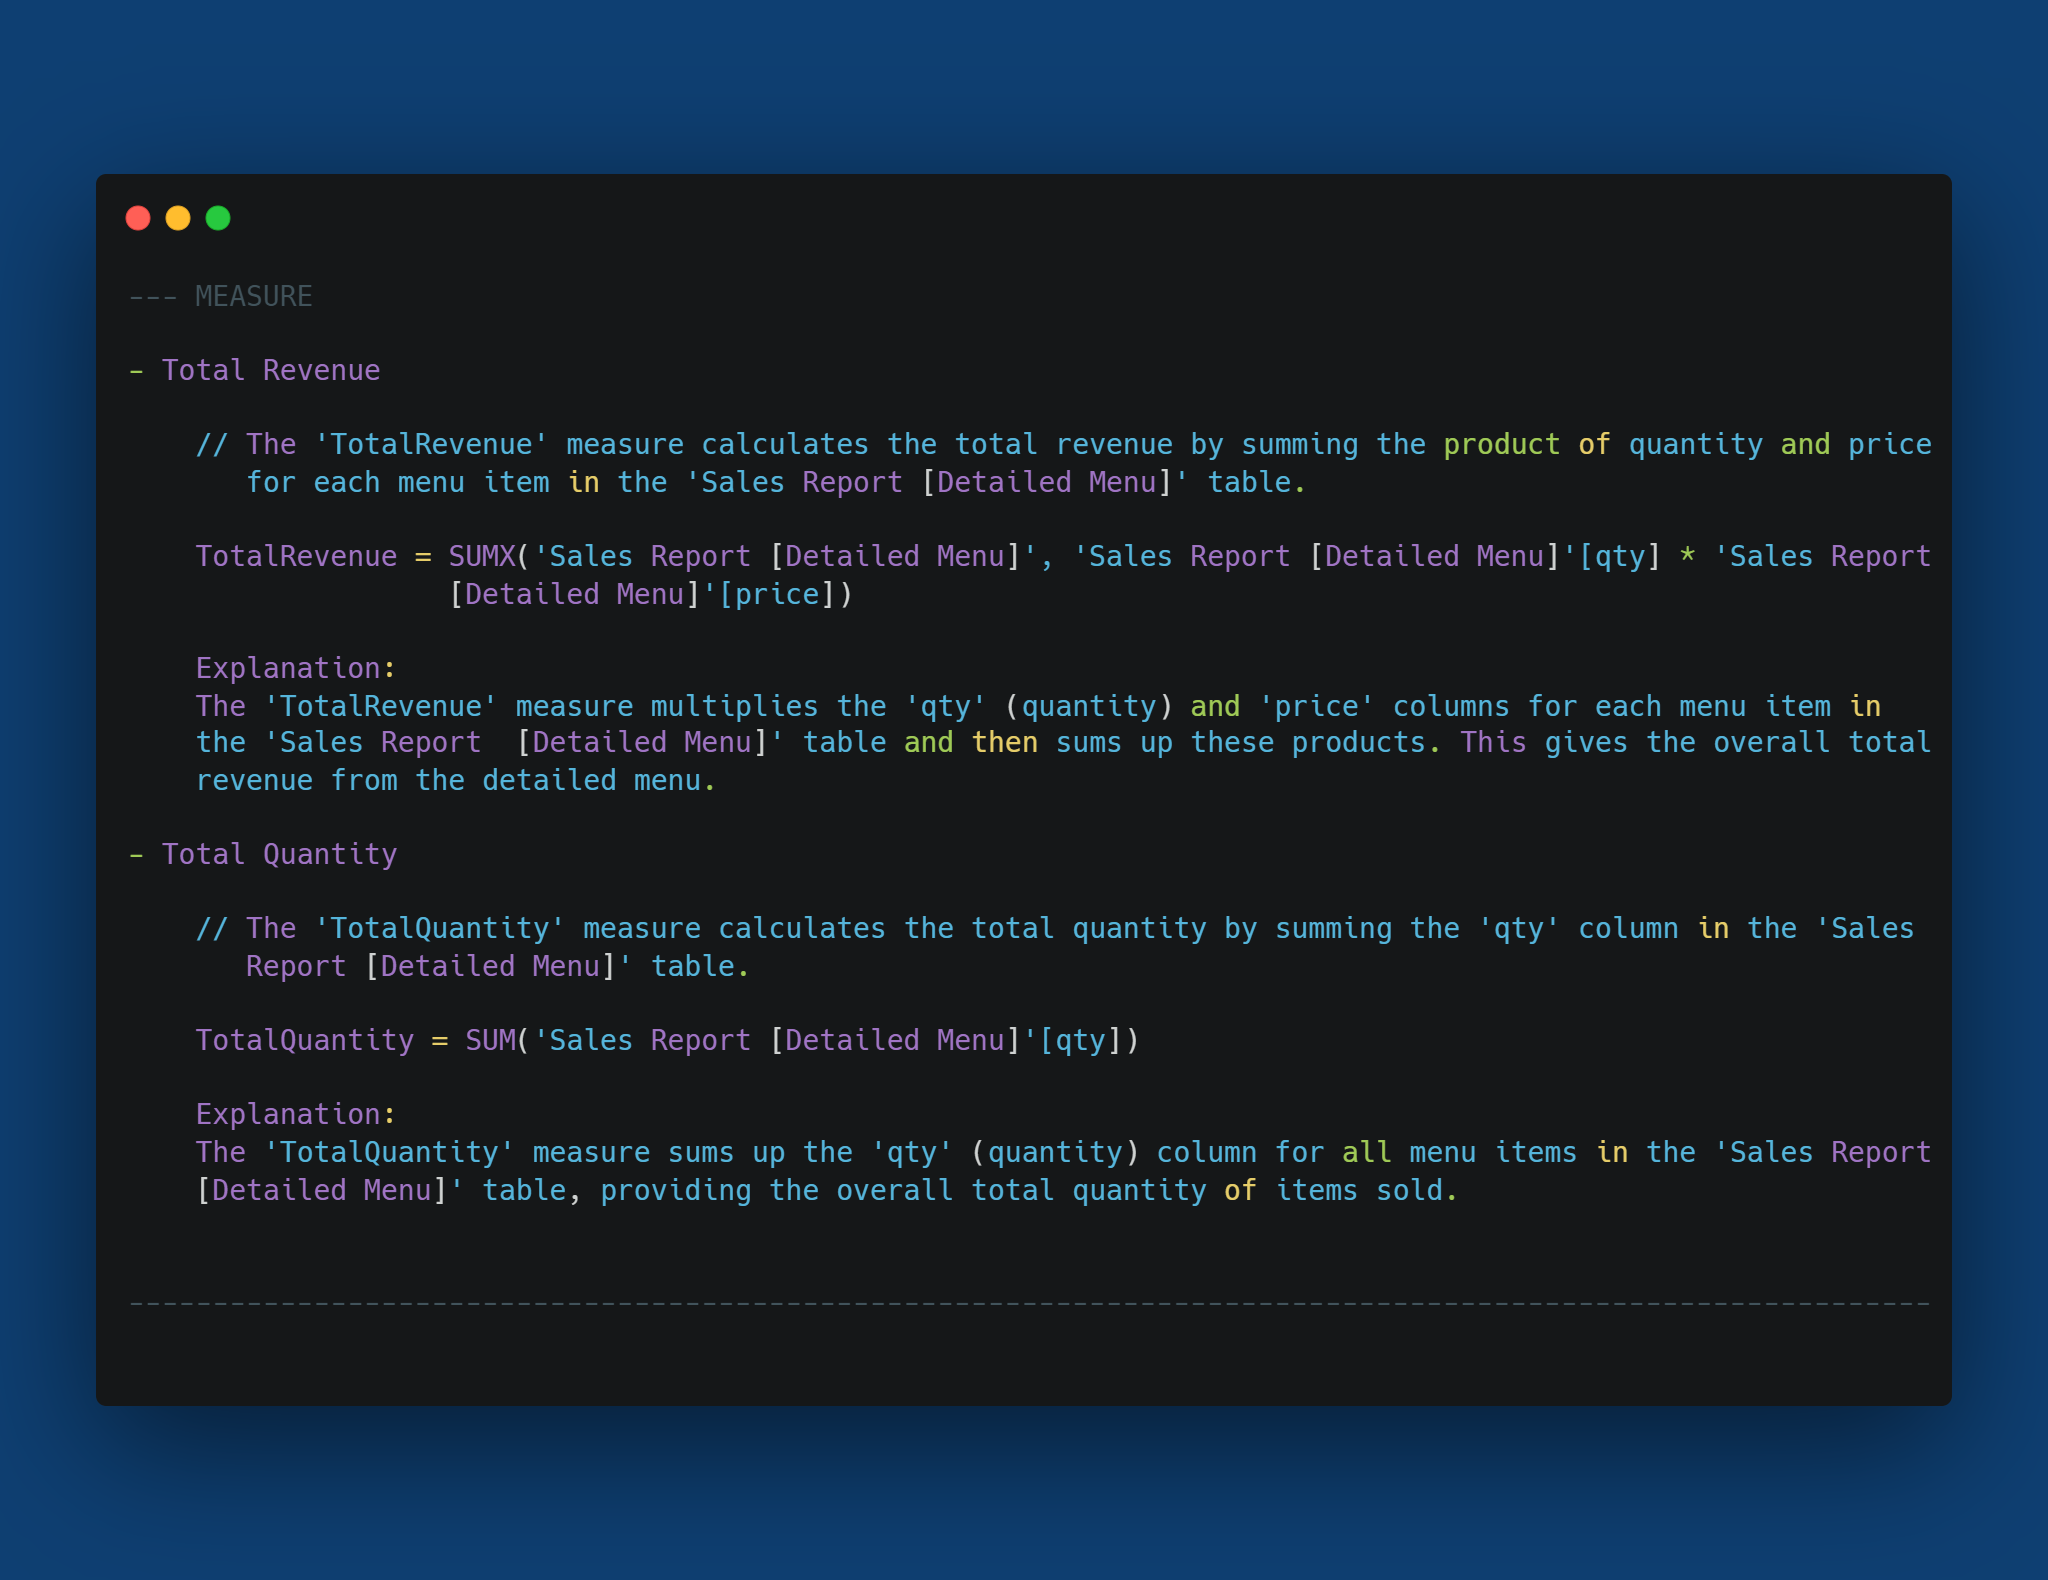 --- MEASURE
- Total Revenue
// The 'TotalRevenue' measure calculates the total revenue by summing the product of quantity and price
for each menu item in the 'Sales Report [Detailed Menu]' table.
TotalRevenue = SUMX('Sales Report [Detailed Menu]', 'Sales Report [Detailed Menu]'[qty] * 'Sales Report
[Detailed Menu]'[price])
Explanation:
The 'TotalRevenue' measure multiplies the 'qty' (quantity) and 'price' columns for each menu item in
the 'Sales Report  [Detailed Menu]' table and then sums up these products. This gives the overall total
revenue from the detailed menu.
- Total Quantity
// The 'TotalQuantity' measure calculates the total quantity by summing the 'qty' column in the 'Sales
Report [Detailed Menu]' table.
TotalQuantity = SUM('Sales Report [Detailed Menu]'[qty])
Explanation:
The 'TotalQuantity' measure sums up the 'qty' (quantity) column for all menu items in the 'Sales Report
[Detailed Menu]' table, providing the overall total quantity of items sold.
-----------------------------------------------------------------------------------------------------------